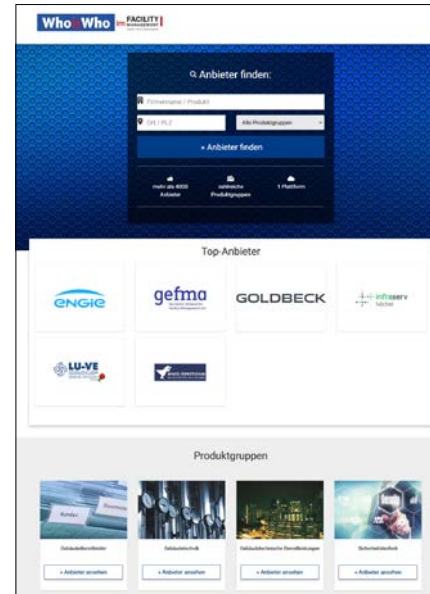 Who is Who im FACILITY
MANAGEMENT
Anbieter finden:
Firmenname / Produkt
Ort / PLZ
Alle Produktgruppen
» Anbieter finden
mehr als 4000
Anbieter
zahlreiche
Produktgruppen
1 Plattform
Top-Anbieter
ENGIE
gefma
GOLDBECK
infraserv
höchst
LU-VE
Produktgruppen
Kunden
Gebäudedienstleister
Gebäudetechnik
Gebäudetechnische Dienstleistungen
Sicherheitstechnik
» Anbieter ansehen
» Anbieter ansehen
» Anbieter ansehen
» Anbieter ansehen